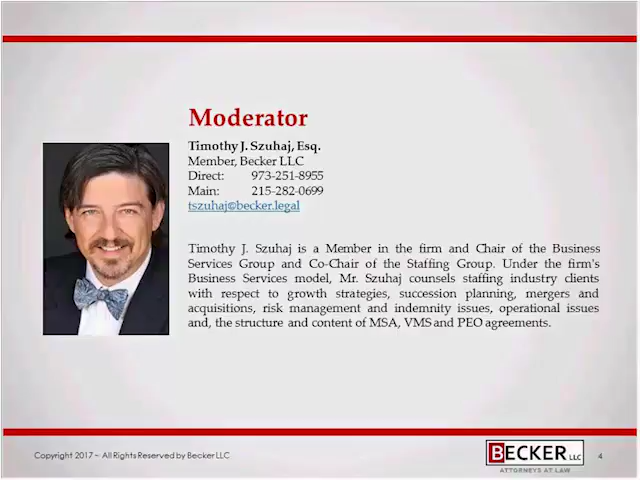 Moderator
Timothy J. Szuhaj, Esq.
Member, Becker LLC
Direct: 973-251-8955
Main: 215-282-0699
tszuhaj@becker.legal
Timothy J. Szuhaj is a Member in the firm and Chair of the Business
Services Group and Co-Chair of the Staffing Group. Under the firm's
Business Services model, Mr. Szuhaj counsels staffing industry clients
with respect to growth strategies, succession planning, mergers and
acquisitions, risk management and indemnity issues, operational issues
and, the structure and content of MSA, VMS and PEO agreements.
Copyright 2017 ~ All Rights Reserved by Becker LLC
BECKER LLC
ATTORNEYS AT LAW
4